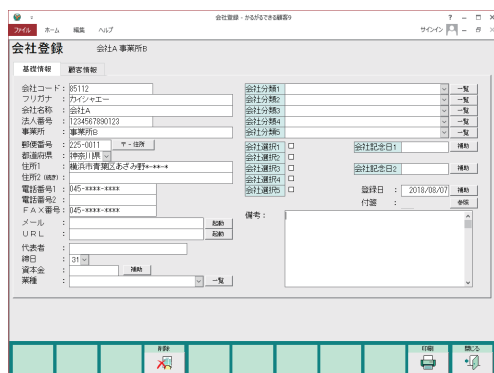 会社登録 - かるがるできる顧客9
ファイル ホーム 編集 ヘルプ サインイン
会社登録 会社A 事業所B
基礎情報 顧客情報
会社コード : 85112
フリガナ : カイシャエー
会社名称 : 会社A
法人番号 : 1234567890123
事業所 : 事業所B
郵便番号 : 225-0011 〒→住所
都道府県 : 神奈川県
住所1 : 横浜市青葉区あざみ野*-**-*
住所2 (続き) :
電話番号1 : 045-****-****
電話番号2 :
FAX番号 : 045-****-****
メール : 起動
URL : 起動
代表者 :
締日 : 31
資本金 : 補助
業種 : 一覧
会社分類1 一覧
会社分類2 一覧
会社分類3 一覧
会社分類4 一覧
会社分類5 一覧
会社選択1 会社記念日1 補助
会社選択2
会社選択3 会社記念日2 補助
会社選択4
会社選択5 登録日 : 2018/08/07 補助
付箋 : 参照
備考 :
削除 印刷 閉じる